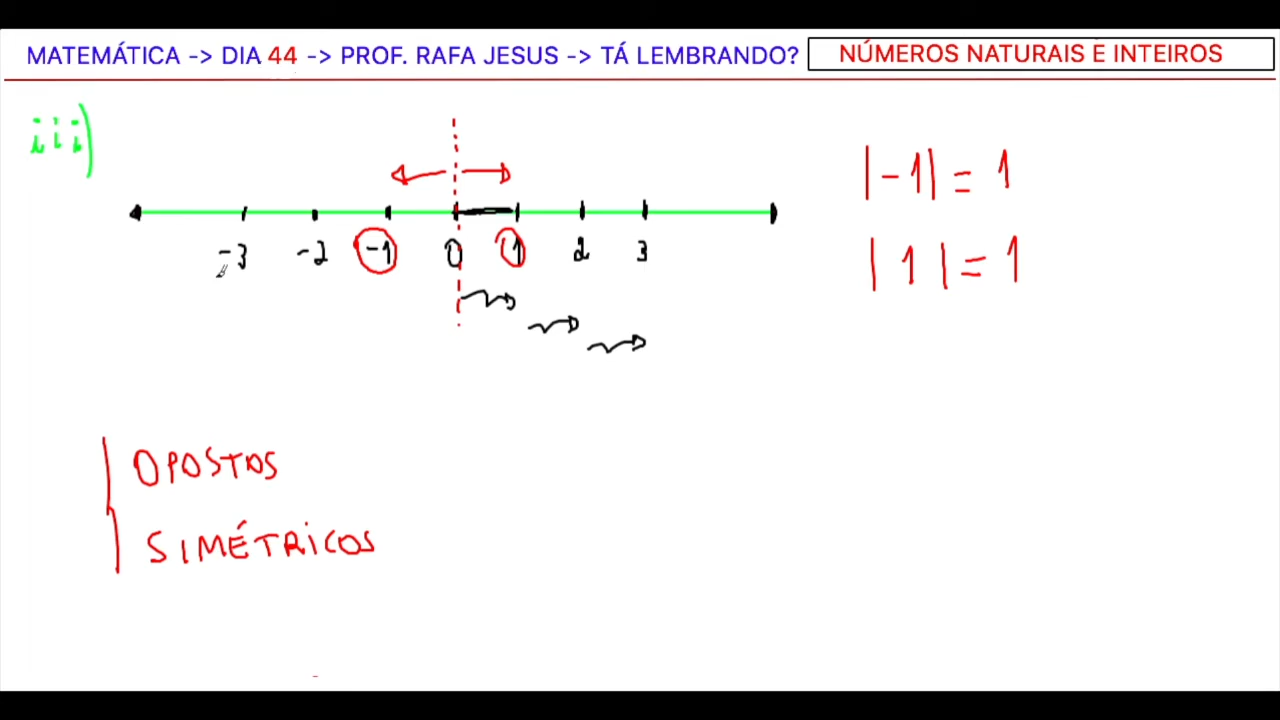 MATEMÁTICA -> DIA 44 -> PROF. RAFA JESUS -> TÁ LEMBRANDO? NÚMEROS NATURAIS E INTEIROS
iii)
|-1| = 1
-3 -2 -1 0 1 2 3
|1| = 1
OPOSTOS
SIMÉTRICOS